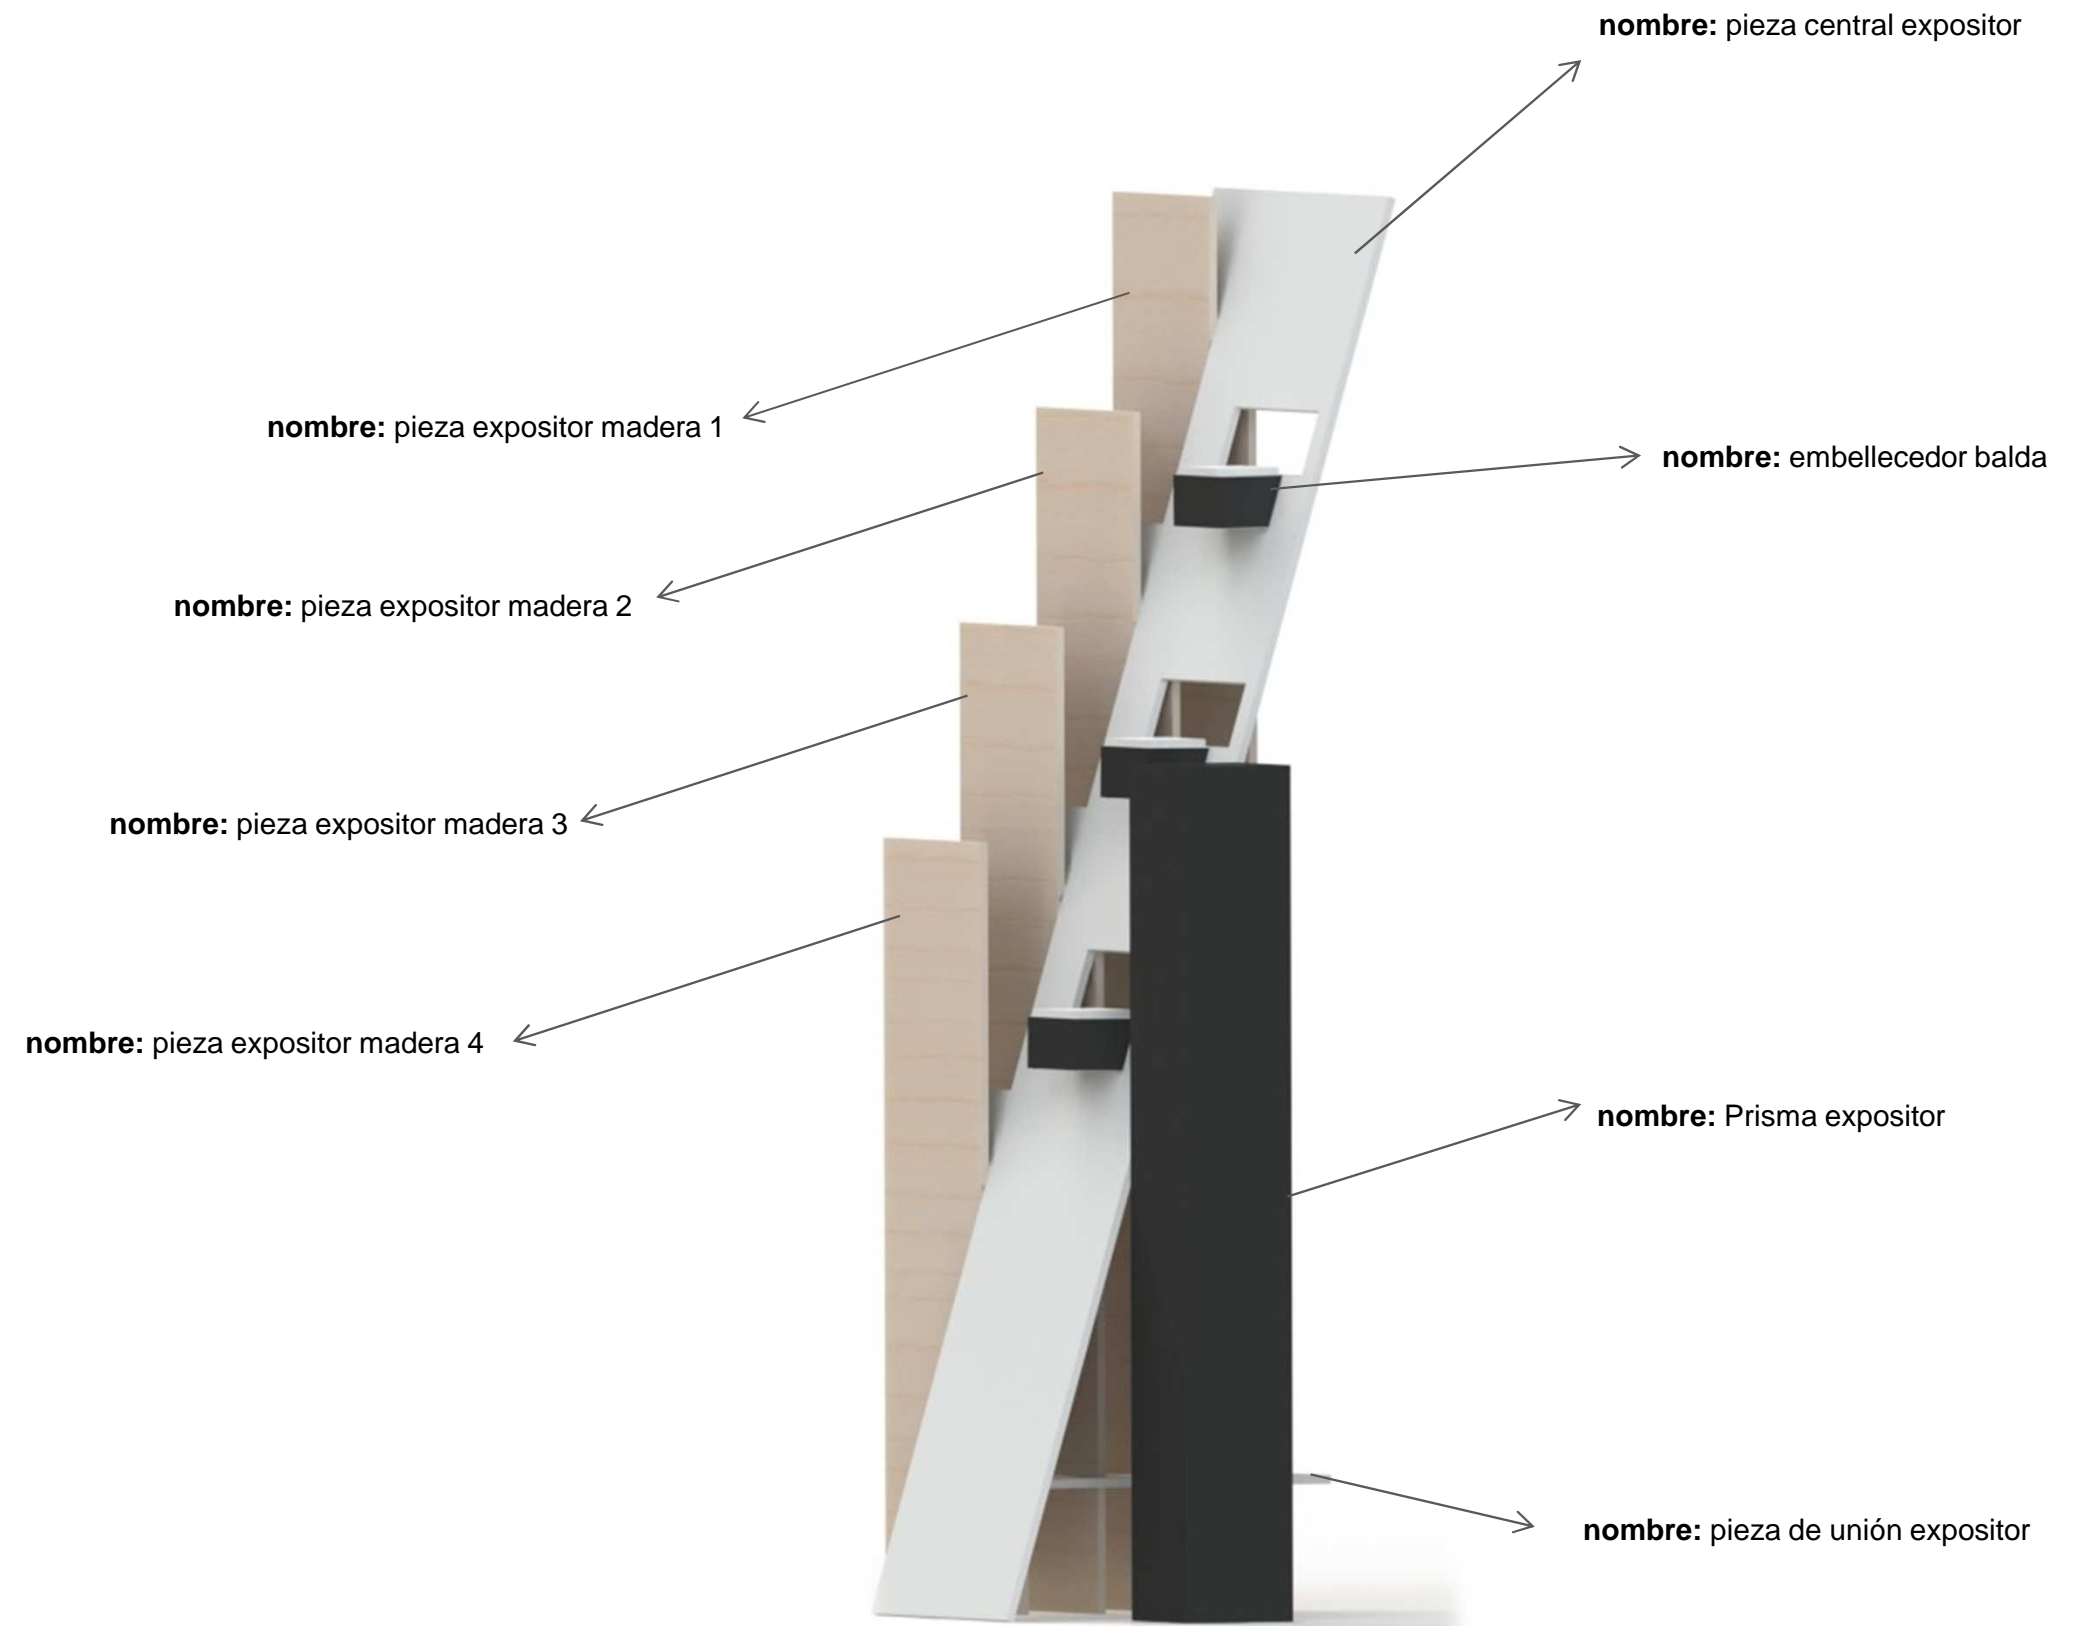 nombre: pieza central expositor
nombre: pieza expositor madera 1
nombre: embellecedor balda
nombre: pieza expositor madera 2
nombre: pieza expositor madera 3
nombre: pieza expositor madera 4
nombre: Prisma expositor
nombre: pieza de unión expositor